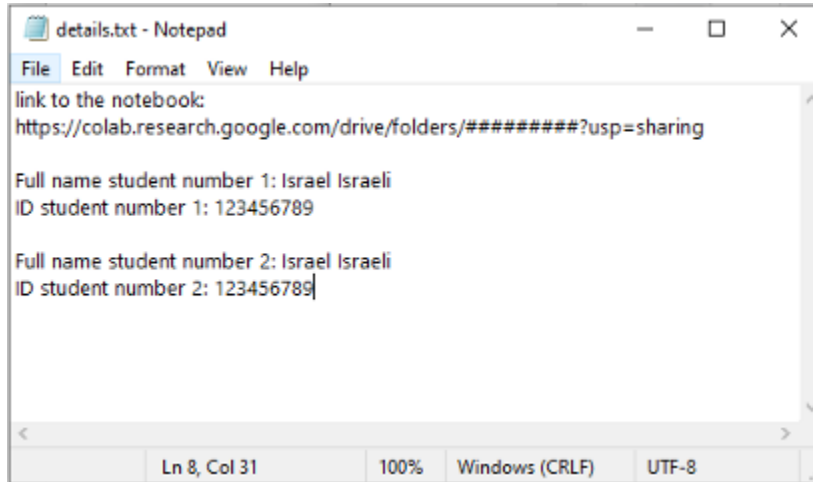 details.txt - Notepad
File Edit Format View Help
link to the notebook:
https://colab.research.google.com/drive/folders/#########?usp=sharing
Full name student number 1: Israel Israeli
ID student number 1: 123456789
Full name student number 2: Israel Israeli
ID student number 2: 123456789
Ln 8, Col 31 100% Windows (CRLF) UTF-8